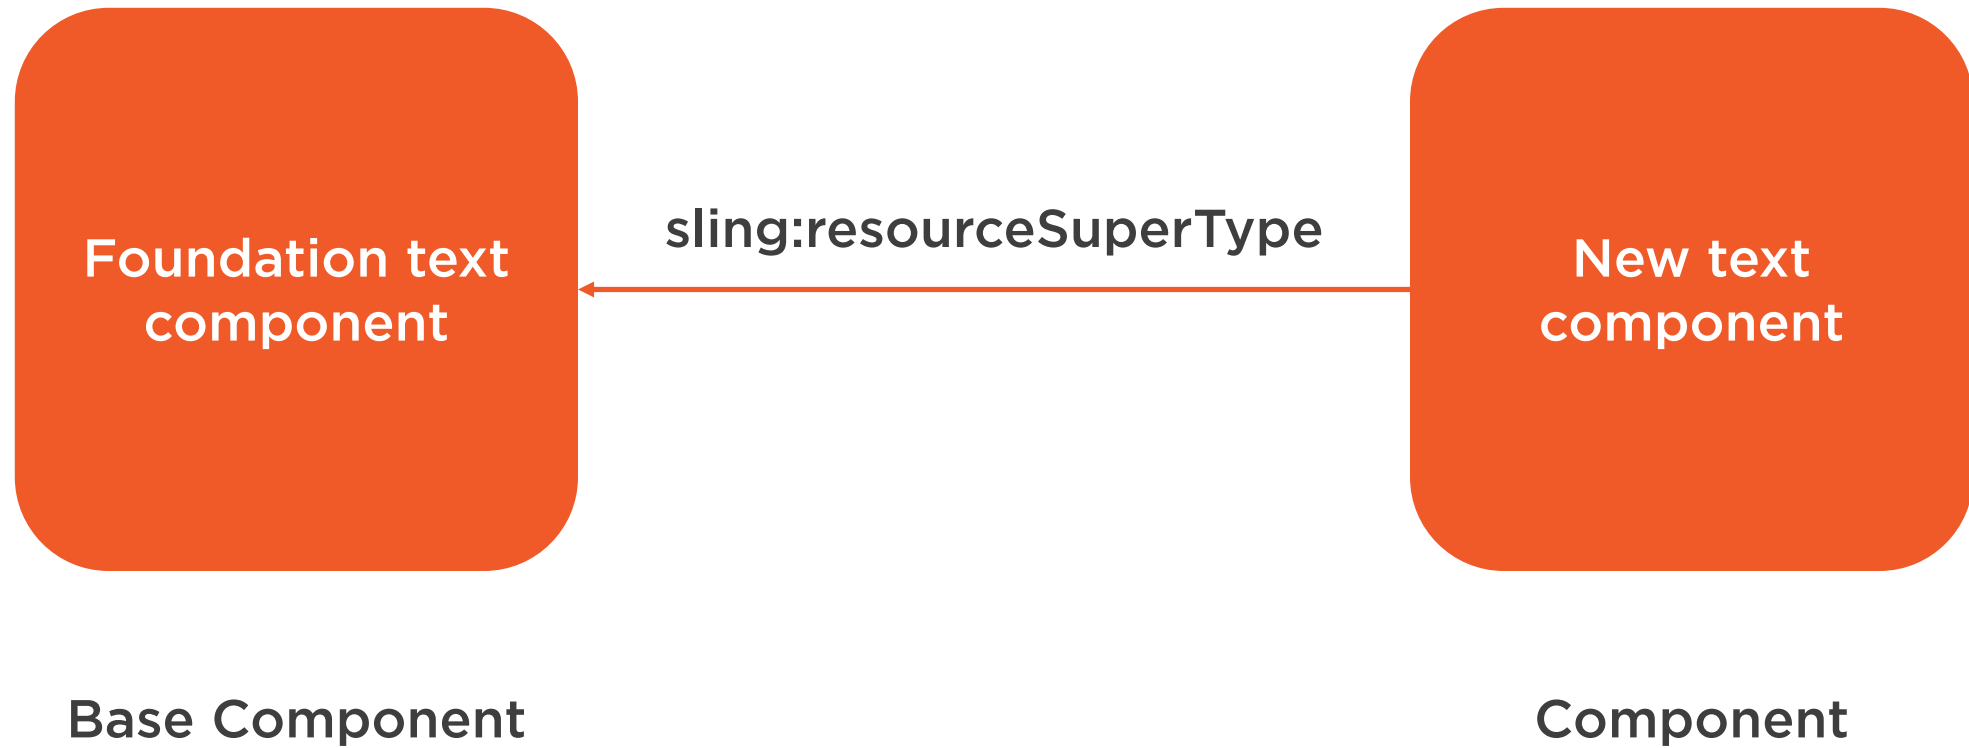 Foundation text
component
sling:resourceSuperType
New text
component
Base Component
Component